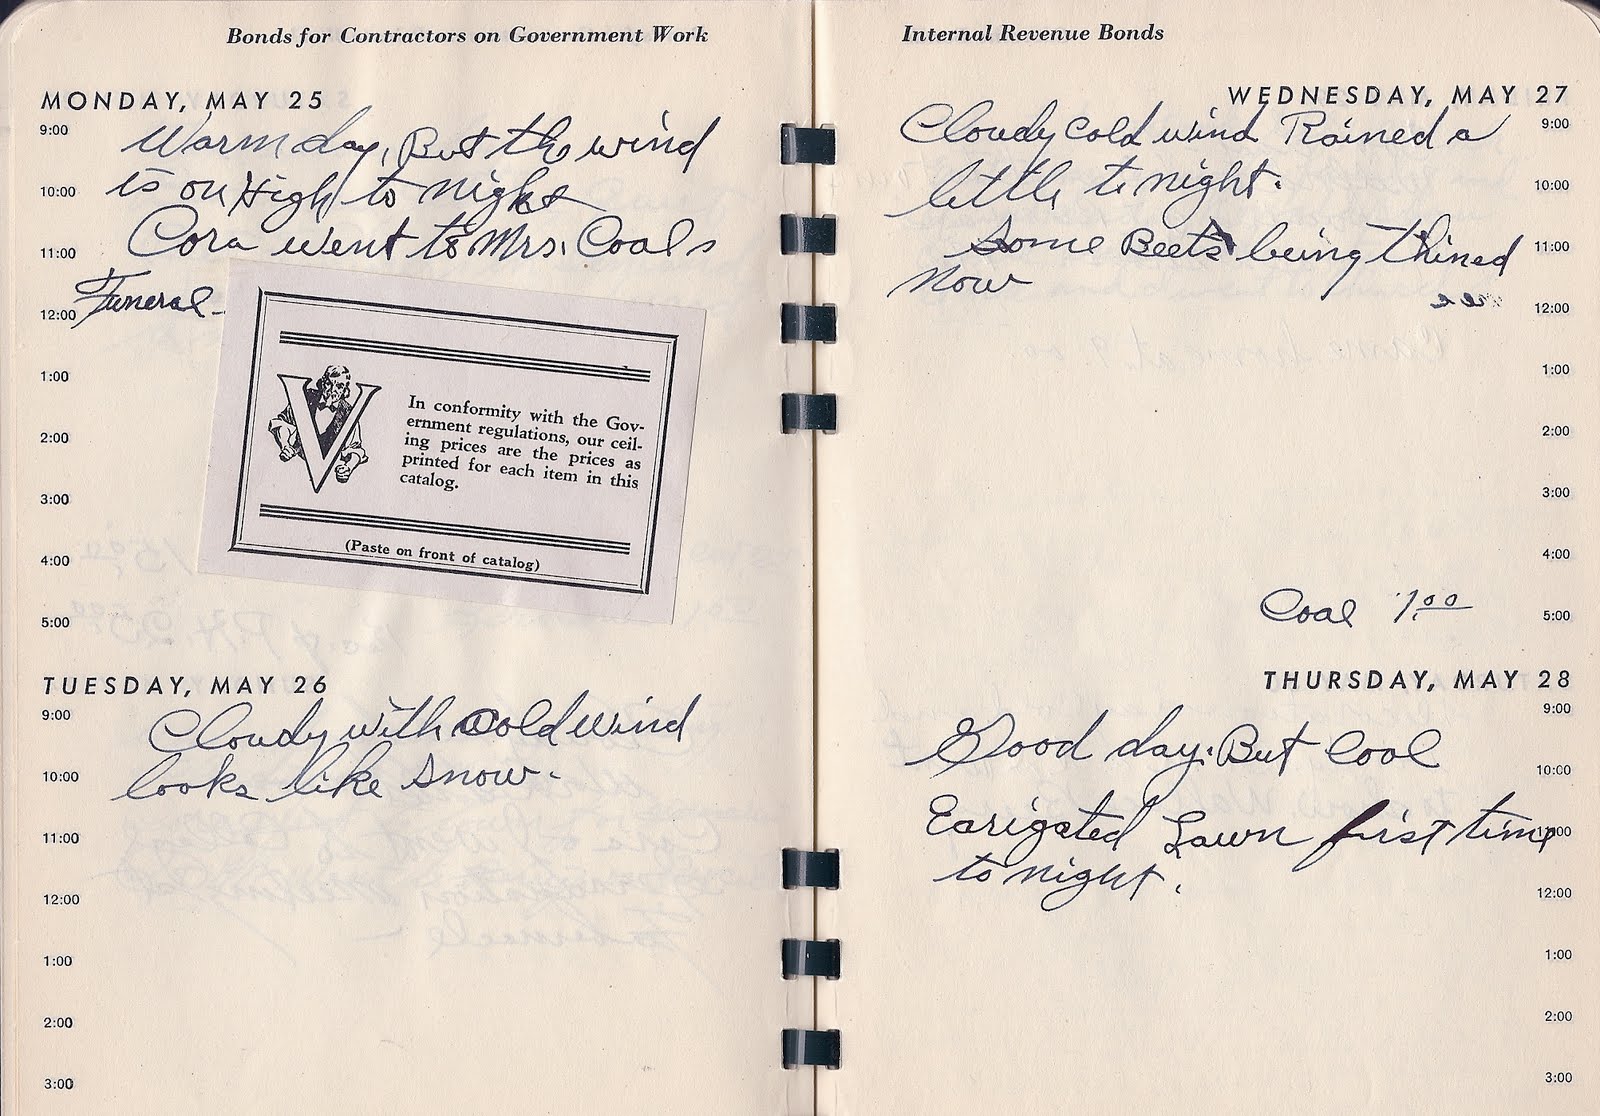 Bonds for Contractors on Government Work
MONDAY, MAY 25
9:00
Warm day, But the wind
10:00
is on High to night
Cora went to Mrs. Coals
11:00
Funeral
12:00
1:00
2:00
3:00
4:00
5:00
V
In conformity with the Gov-
ernment regulations, our ceil-
ing prices are the prices as
printed for each item in this
catalog.
(Paste on front of catalog)
TUESDAY, MAY 26
9:00
Cloudy with cold wind
10:00
looks like snow.
11:00
12:00
1:00
2:00
3:00
Internal Revenue Bonds
WEDNESDAY, MAY 27
9:00
Cloudy cold wind Rained a
10:00
little to night.
11:00
Some Beets being thined
now
12:00
1:00
2:00
3:00
4:00
Coal 1.00
5:00
THURSDAY, MAY 28
9:00
Good day. But Cool
10:00
Earigated Lawn first time
11:00
to night.
12:00
1:00
2:00
3:00